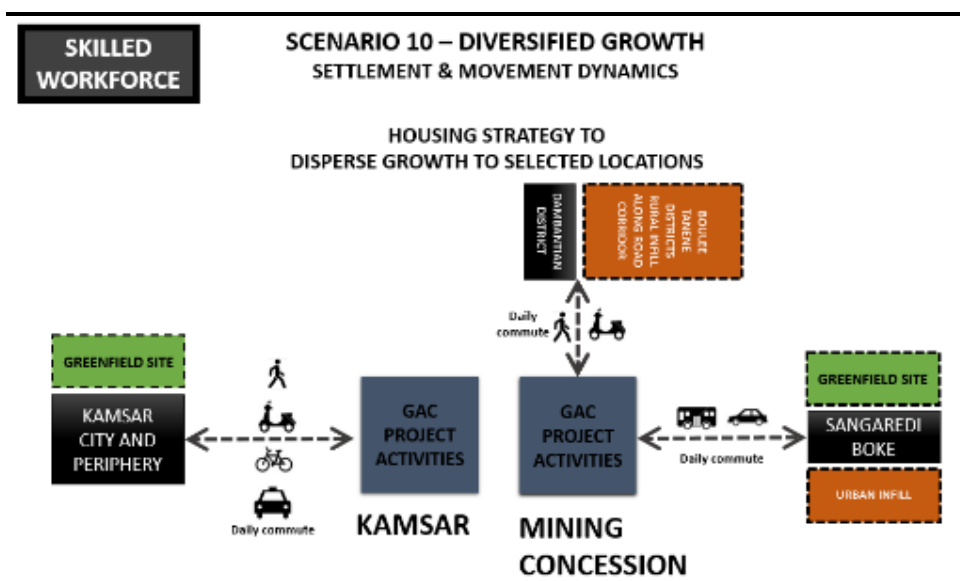 SKILLED
WORKFORCE
SCENARIO 10 – DIVERSIFIED GROWTH
SETTLEMENT & MOVEMENT DYNAMICS
HOUSING STRATEGY TO
DISPERSE GROWTH TO SELECTED LOCATIONS
DAMBANTIAN
DISTRICT
BOULEE
TANENE
DISTRICTS
RURAL INFILL
ALONG ROAD
CORRIDOR
Daily
commute
GREENFIELD SITE
KAMSAR
CITY AND
PERIPHERY
Daily commute
GAC
PROJECT
ACTIVITIES
KAMSAR
GAC
PROJECT
ACTIVITIES
MINING
CONCESSION
Daily commute
GREENFIELD SITE
SANGAREDI
BOKE
URBAN INFILL